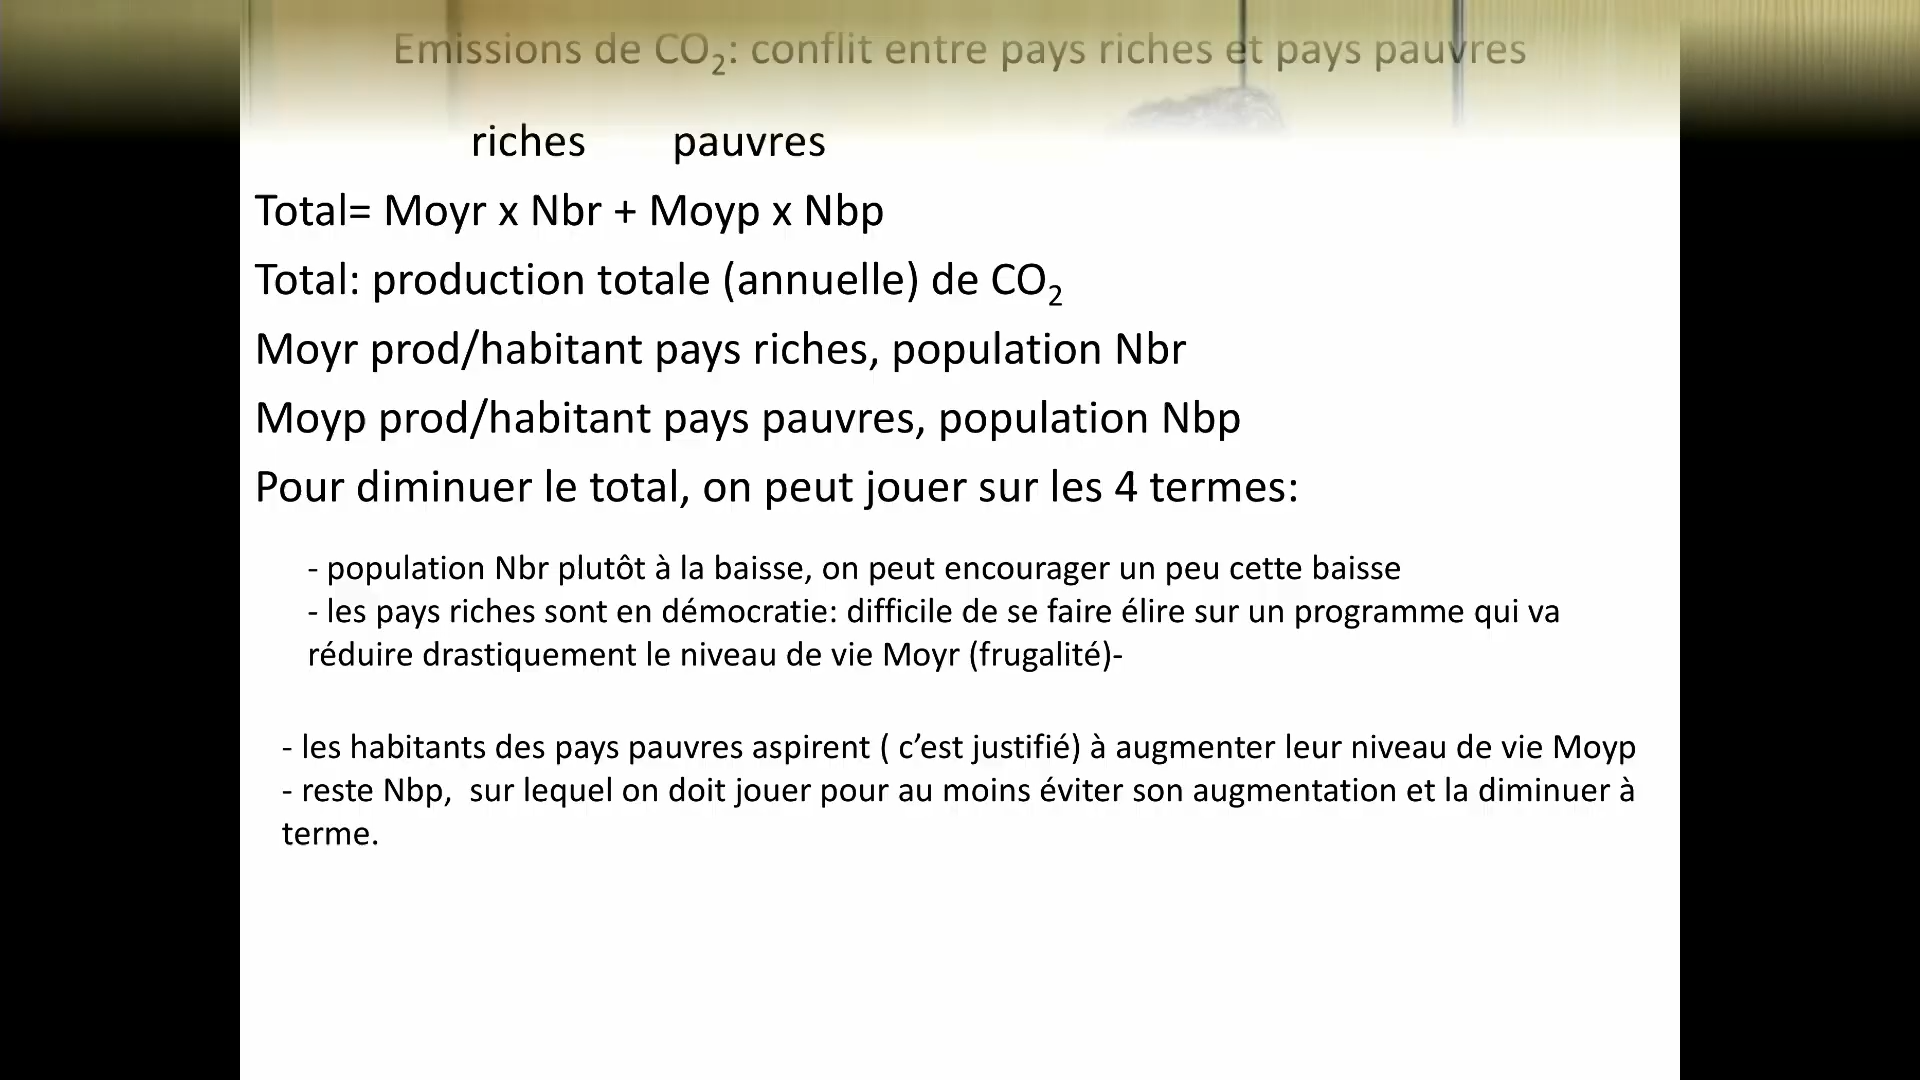 Emissions de CO₂: conflit entre pays riches et pays pauvres
riches pauvres
Total= Moyr x Nbr + Moyp x Nbp
Total: production totale (annuelle) de CO₂
Moyr prod/habitant pays riches, population Nbr
Moyp prod/habitant pays pauvres, population Nbp
Pour diminuer le total, on peut jouer sur les 4 termes:
- population Nbr plutôt à la baisse, on peut encourager un peu cette baisse
- les pays riches sont en démocratie: difficile de se faire élire sur un programme qui va
réduire drastiquement le niveau de vie Moyr (frugalité)-
- les habitants des pays pauvres aspirent ( c’est justifié) à augmenter leur niveau de vie Moyp
- reste Nbp,  sur lequel on doit jouer pour au moins éviter son augmentation et la diminuer à
terme.